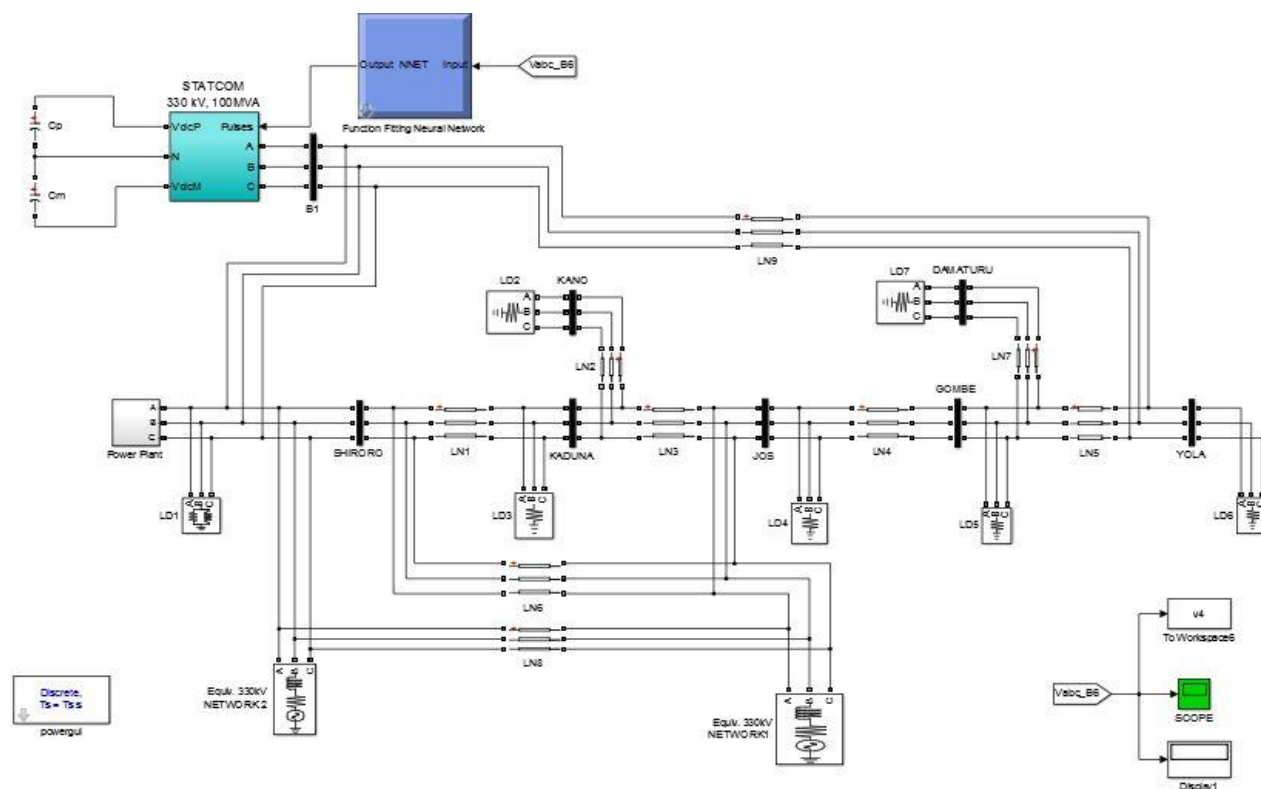 Output NNET Input
Vabc_B6
Function Fitting Neural Network
STATCOM
330 kV, 100MVA
VdcP
Pulses
A
N
B
VdcM
C
Cp
Cm
B1
LN9
LD2
KANO
A
B
C
LN2
LD7
DAMATURU
A
B
C
LN7
GOMBE
A
B
C
Power Plant
SHIRORO
LN1
KADUNA
LN3
JOS
LN4
LN5
YOLA
LD1
A B C
LD3
A B C
LD4
A B C
LD5
A B C
LD6
A B C
LN6
LN8
A B C
Equiv. 330kV
NETWORK2
A B C
Equiv. 330kV
NETWORK1
Discrete,
Ts = Ts s
powergui
Vabc_B6
v4
To Workspace6
SCOPE
Display1